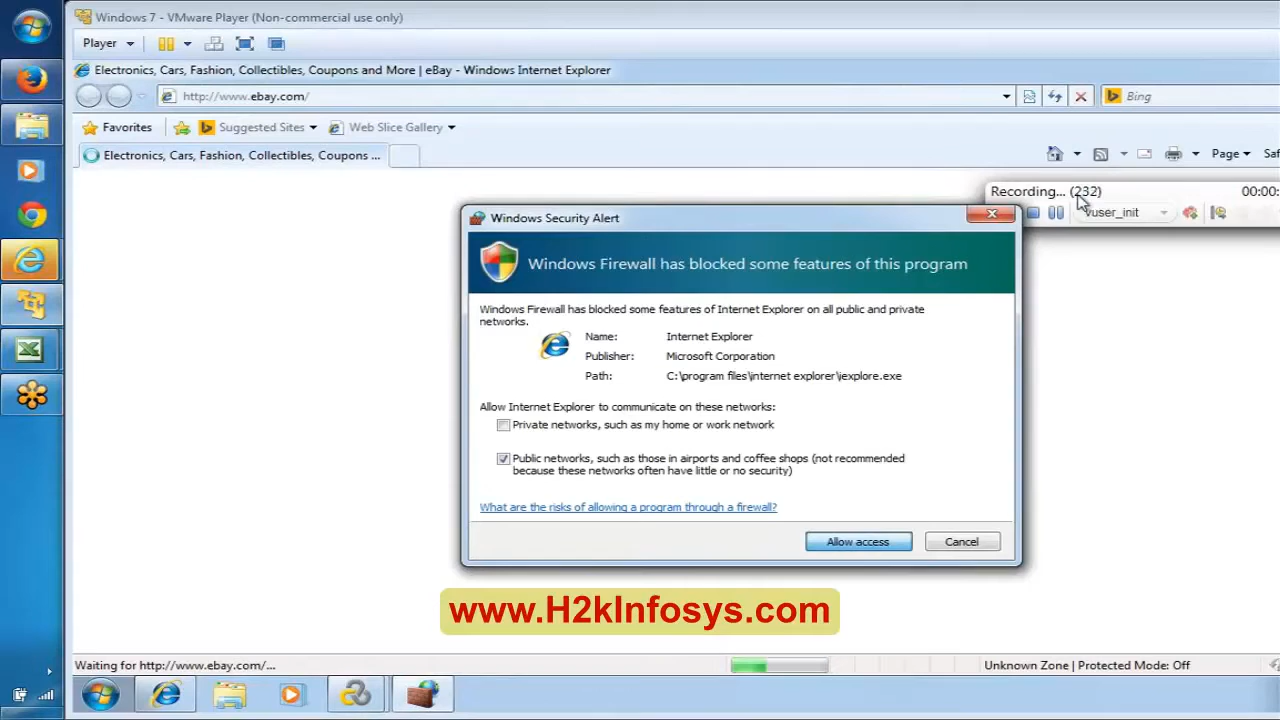 Windows 7 - VMware Player (Non-commercial use only)
Player
Electronics, Cars, Fashion, Collectibles, Coupons and More | eBay - Windows Internet Explorer
http://www.ebay.com/
Bing
Favorites
Suggested Sites
Web Slice Gallery
Electronics, Cars, Fashion, Collectibles, Coupons ...
Page
Saf
Recording... (232)
00:00:
vuser_init
Windows Security Alert
Windows Firewall has blocked some features of this program
Windows Firewall has blocked some features of Internet Explorer on all public and private
networks.
Name: Internet Explorer
Publisher: Microsoft Corporation
Path: C:\program files\internet explorer\iexplore.exe
Allow Internet Explorer to communicate on these networks:
Private networks, such as my home or work network
Public networks, such as those in airports and coffee shops (not recommended
because these networks often have little or no security)
What are the risks of allowing a program through a firewall?
Allow access
Cancel
www.H2kInfosys.com
Waiting for http://www.ebay.com/...
Unknown Zone | Protected Mode: Off